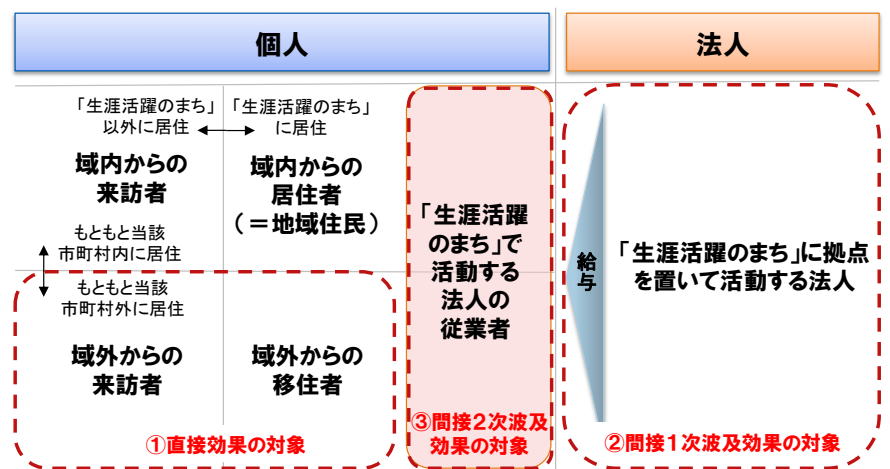 個人
法人
「生涯活躍のまち」
以外に居住
「生涯活躍のまち」
に居住
域内からの
来訪者
域内からの
居住者
(＝地域住民)
もともと当該
市町村内に居住
もともと当該
市町村外に居住
域外からの
来訪者
域外からの
移住者
①直接効果の対象
「生涯活躍
のまち」で
活動する
法人の
従業者
③間接２次波及
効果の対象
給与
「生涯活躍のまち」に拠点
を置いて活動する法人
②間接１次波及効果の対象